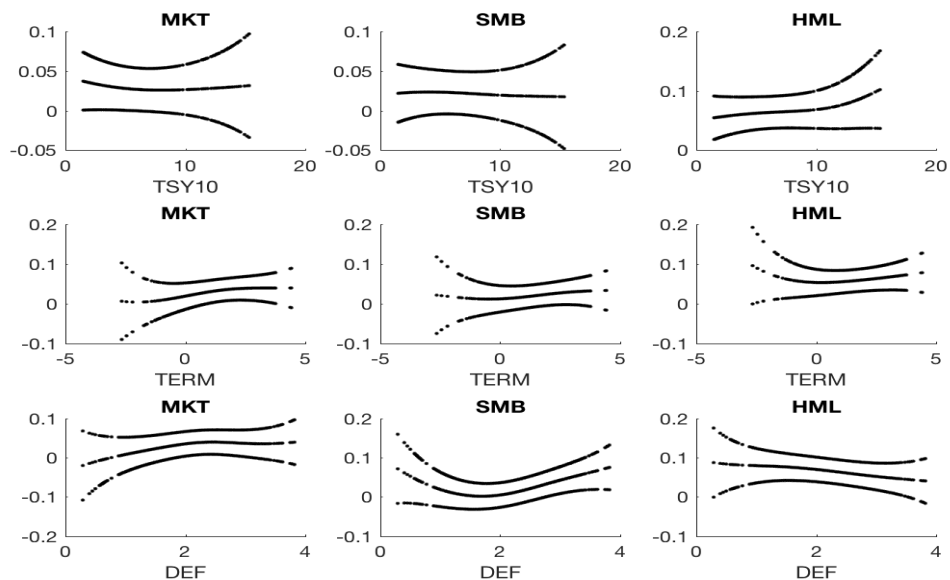 MKT SMB HML
0.1 0.1 0.2
0.05 0.05
0.1
0 0
-0.05 -0.05 0
0 10 20 0 10 20 0 10 20
TSY10 TSY10 TSY10
MKT SMB HML
0.2 0.2 0.2
0.1 0.1 0.1
0 0 0
-0.1 -0.1 -0.1
-5 0 5 -5 0 5 -5 0 5
TERM TERM TERM
MKT SMB HML
0.1 0.2 0.2
0 0.1 0.1
-0.1 0 0
-0.2 -0.1 -0.1
0 2 4 0 2 4 0 2 4
DEF DEF DEF